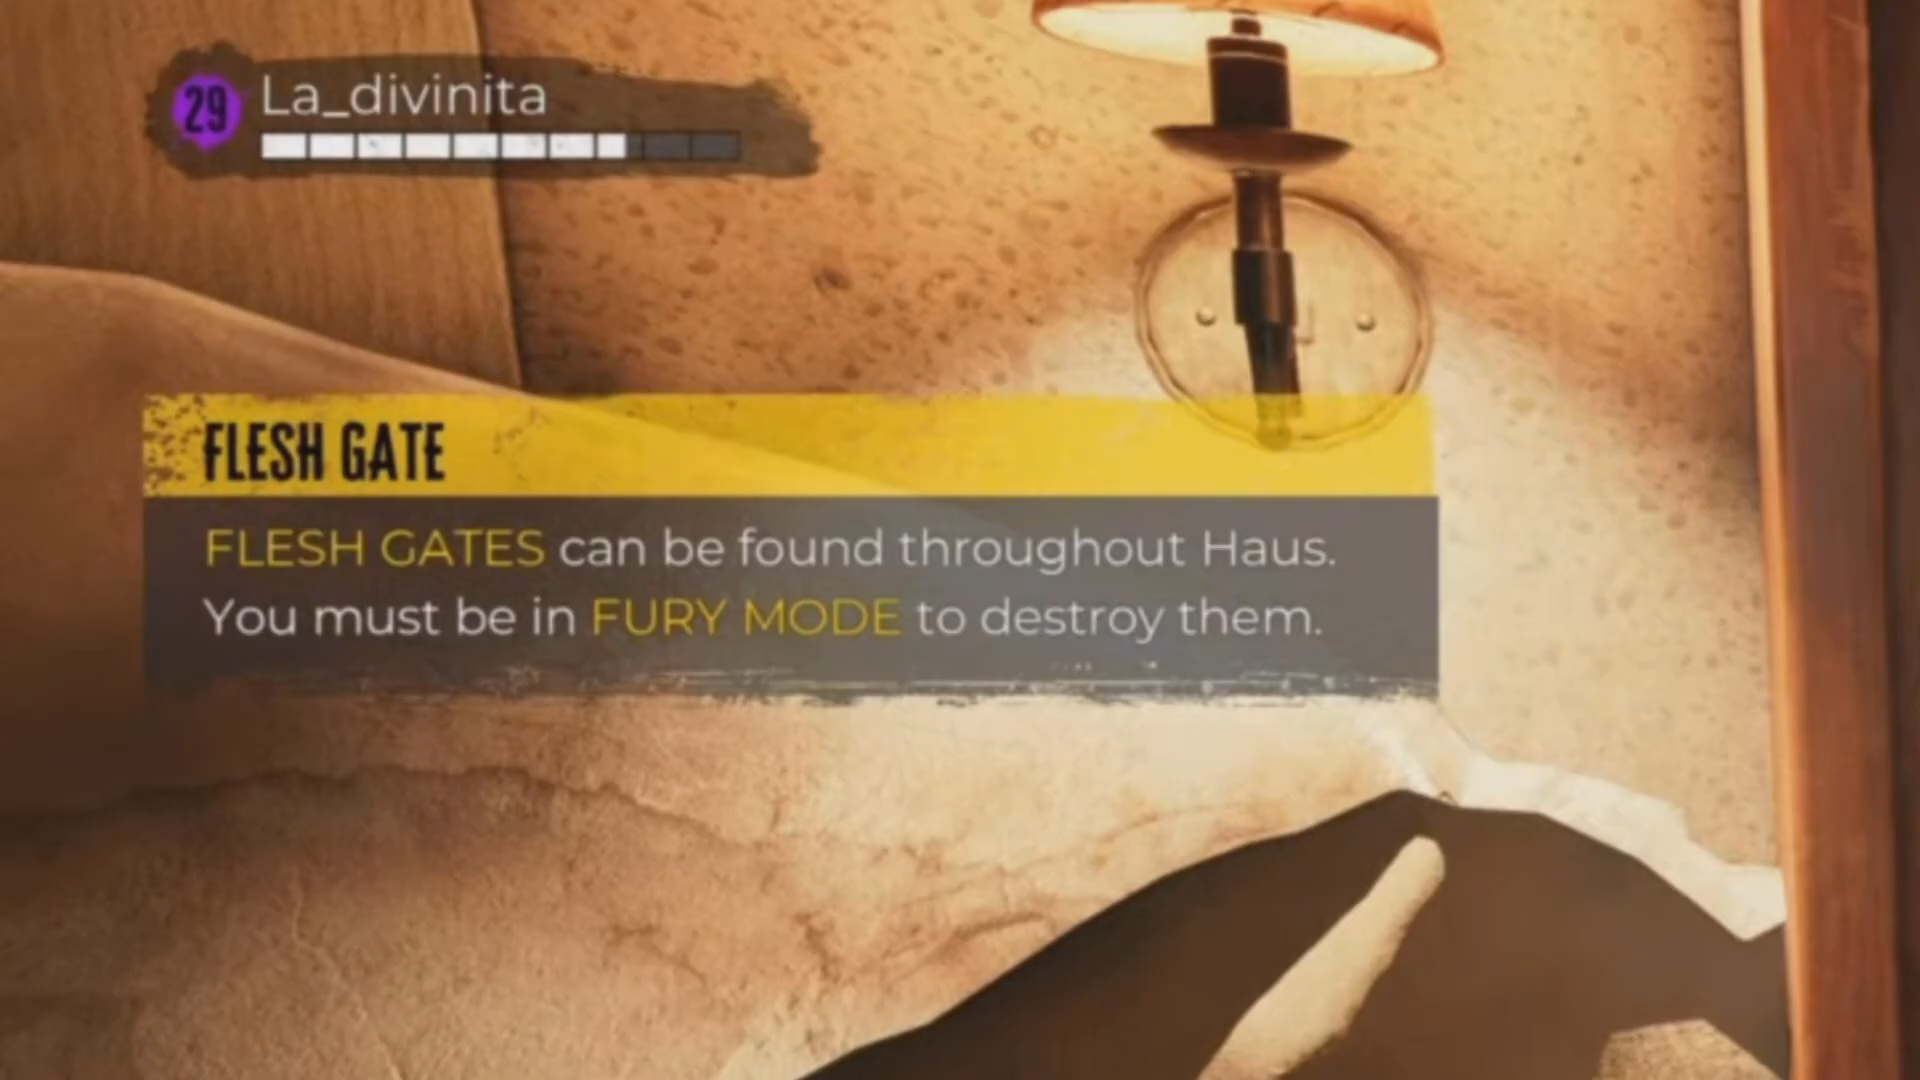 29
La_divinita
FLESH GATE
FLESH GATES can be found throughout Haus.
You must be in FURY MODE to destroy them.